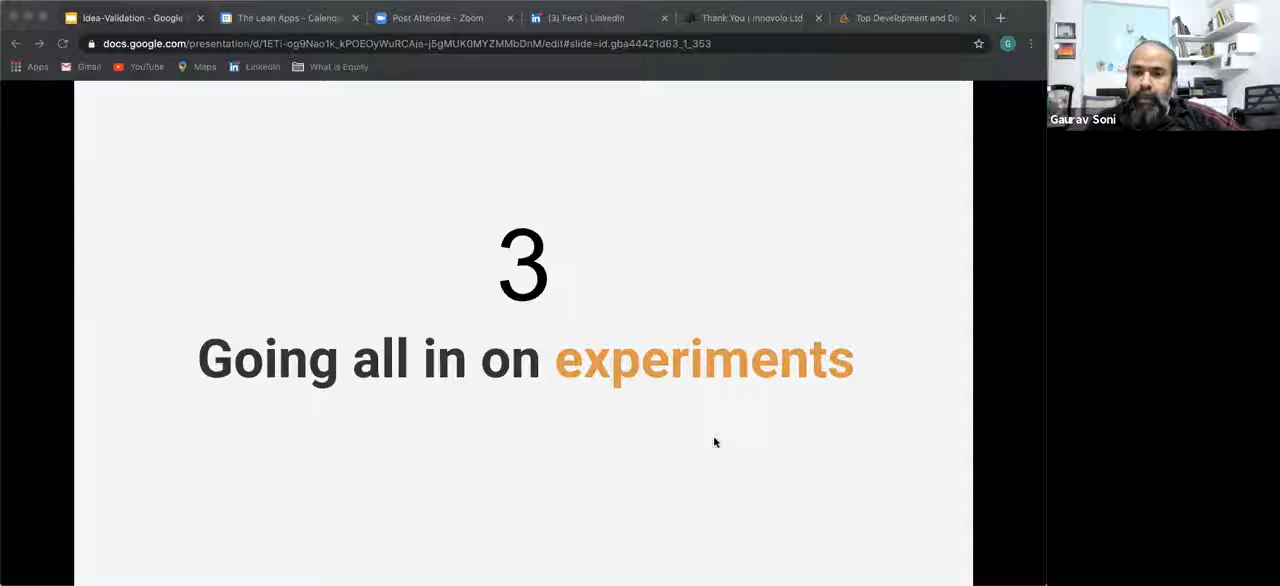 Idea-Validation - Google
The Lean Apps - Calend
Post Attendee - Zoom
(3) Feed | LinkedIn
Thank You | Innovolo Ltd
Top Development and De
docs.google.com/presentation/d/1ETi-og9Nao1k_kPOEOyWuRCAje-j5gMUK0MYZMMbDnM/edit#slide=id.gba44421d63_1_353
G
Apps
Gmail
YouTube
Maps
LinkedIn
What is Equity
Gaurav Soni
3
Going all in on experiments